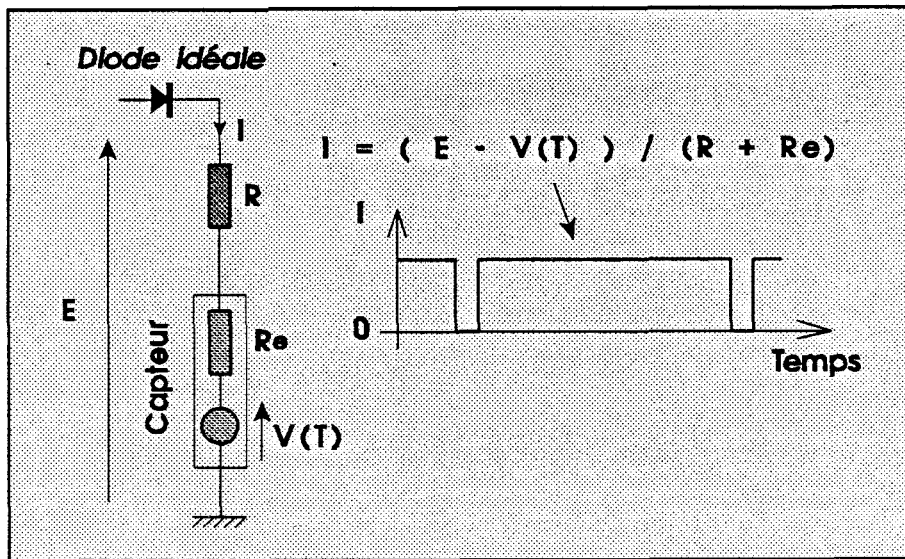 Diode idéale
I
I = ( E - V(T) ) / (R + Re)
R
I
E
Capteur
Re
0
Temps
V(T)